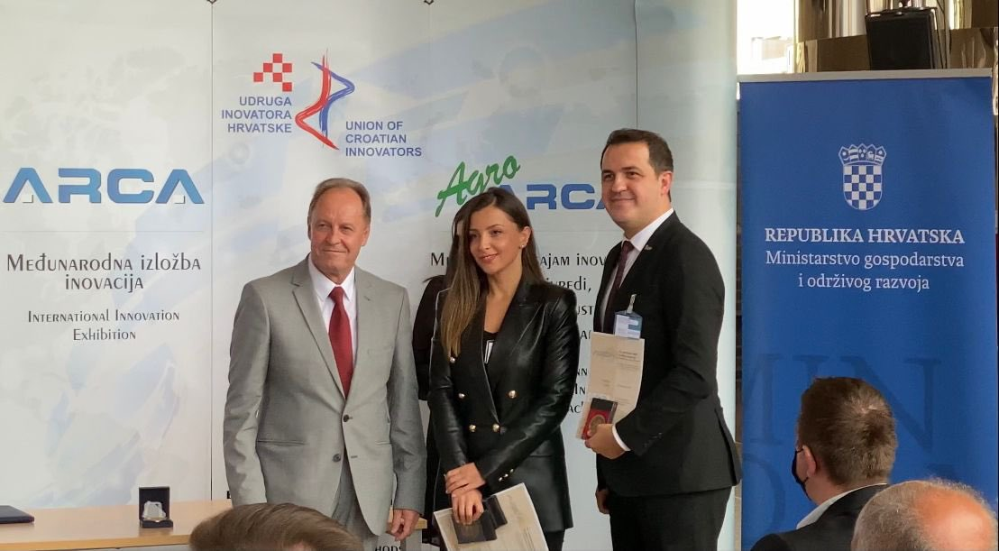 UDRUGA
INOVATORA
HRVATSKE
UNION OF
CROATIAN
INNOVATORS
ARCA
MEĐUNARODNA IZLOŽBA
INOVACIJA
INTERNATIONAL INNOVATION
EXHIBITION
Agro
ARCA
REPUBLIKA HRVATSKA
Ministarstvo gospodarstva
i održivog razvoja
MIN